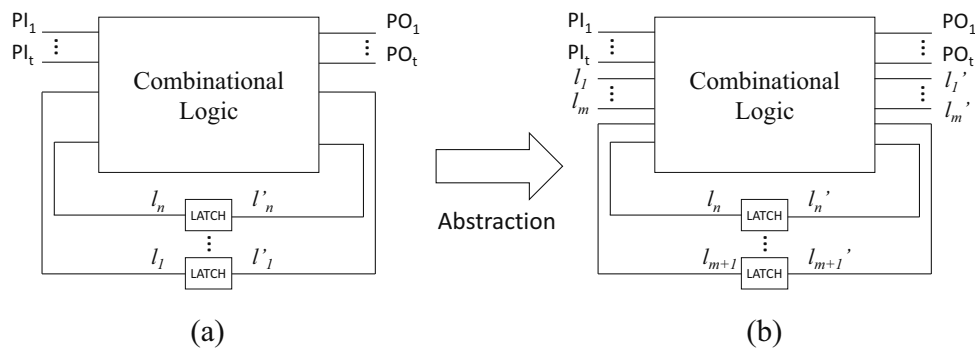 PI₁
⋮
PIₜ
Combinational
Logic
PO₁
⋮
POₜ
lₙ
LATCH
l'ₙ
⋮
l₁
LATCH
l'₁
(a)
Abstraction
PI₁
⋮
PIₜ
l₁
⋮
lₘ
Combinational
Logic
PO₁
⋮
POₜ
l₁’
⋮
lₘ’
lₙ
LATCH
lₙ’
⋮
lₘ₊₁
LATCH
lₘ₊₁’
(b)